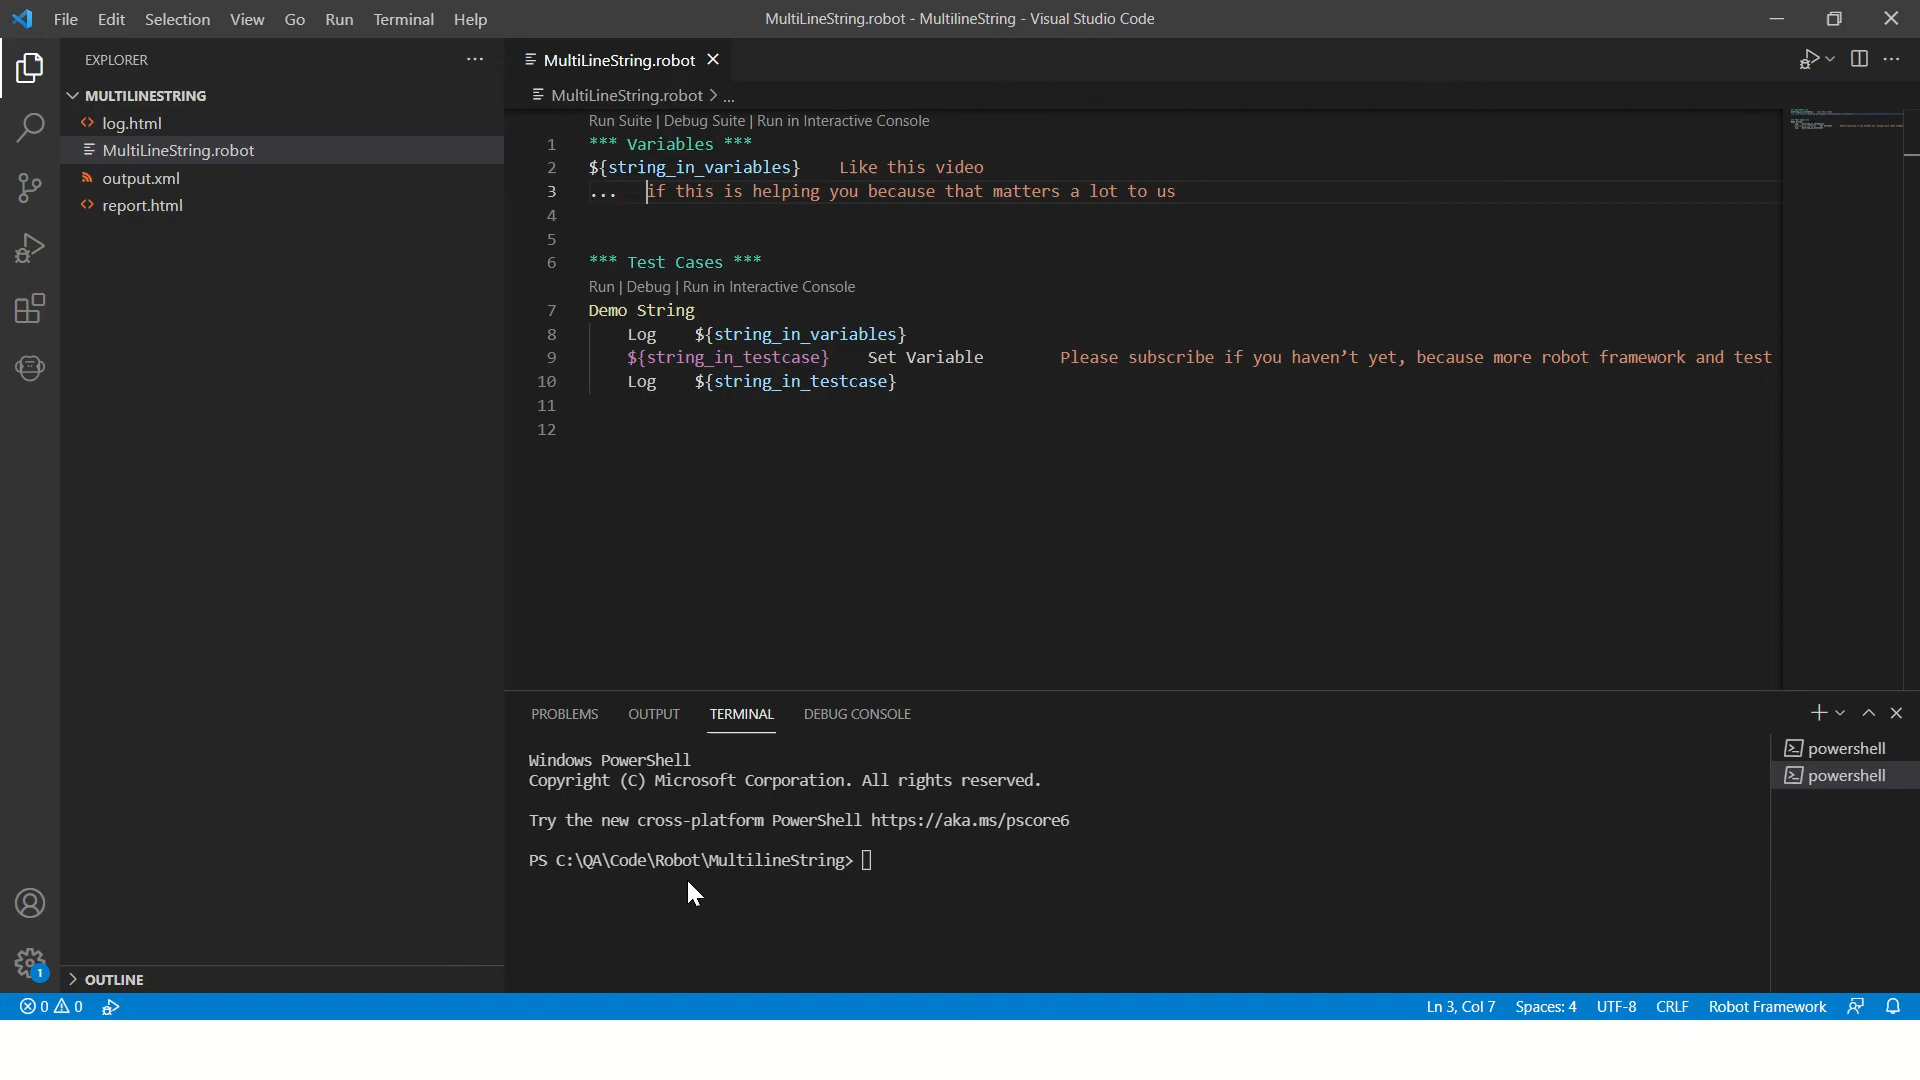 File Edit Selection View Go Run Terminal Help
MultiLineString.robot - MultilineString - Visual Studio Code
EXPLORER
MULTILINESTRING
log.html
MultiLineString.robot
output.xml
report.html
OUTLINE
MultiLineString.robot
MultiLineString.robot > ...
Run Suite | Debug Suite | Run in Interactive Console
1 *** Variables ***
2 ${string_in_variables}    Like this video
3 ...   if this is helping you because that matters a lot to us
4
5
6 *** Test Cases ***
Run | Debug | Run in Interactive Console
7 Demo String
8     Log    ${string_in_variables}
9     ${string_in_testcase}    Set Variable        Please subscribe if you haven’t yet, because more robot framework and test
10     Log    ${string_in_testcase}
11
12
PROBLEMS OUTPUT TERMINAL DEBUG CONSOLE
Windows PowerShell
Copyright (C) Microsoft Corporation. All rights reserved.
Try the new cross-platform PowerShell https://aka.ms/pscore6
PS C:\QA\Code\Robot\MultilineString>
powershell
powershell
1
0 0
Ln 3, Col 7 Spaces: 4 UTF-8 CRLF Robot Framework